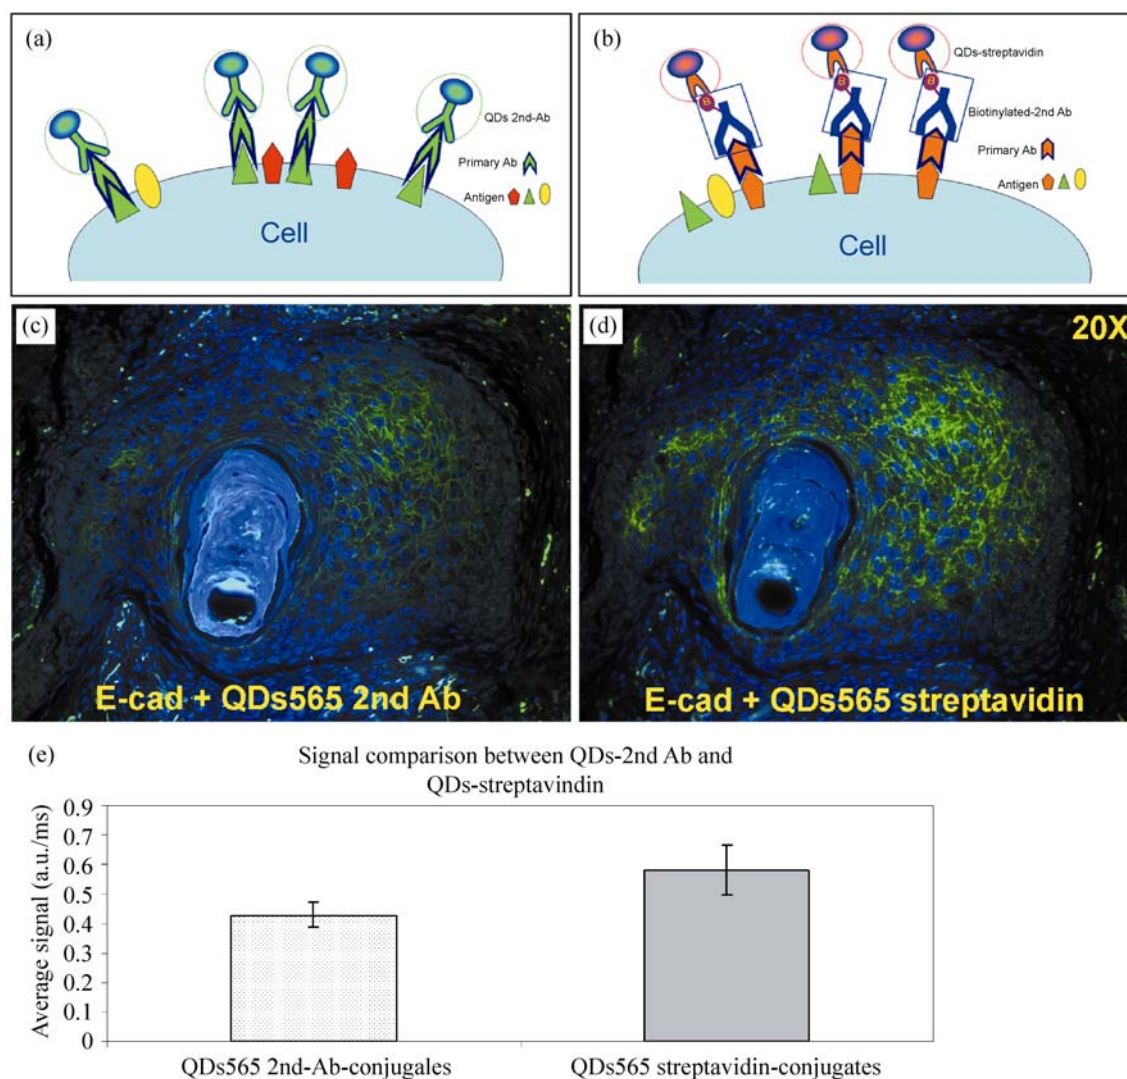 (a)
QDs 2nd-Ab
Primary Ab
Antigen
Cell
(b)
QDs-streptavidin
B
B
B
Biotinylated-2nd Ab
Primary Ab
Antigen
Cell
(c)
E-cad + QDs565 2nd Ab
(d)
20X
E-cad + QDs565 streptavidin
(e)
Signal comparison between QDs-2nd Ab and
QDs-streptavindin
Average signal (a.u./ms)
0.9
0.7
0.6
0.5
0.4
0.3
0.2
0.1
0
QDs565 2nd-Ab-conjugales
QDs565 streptavidin-conjugates